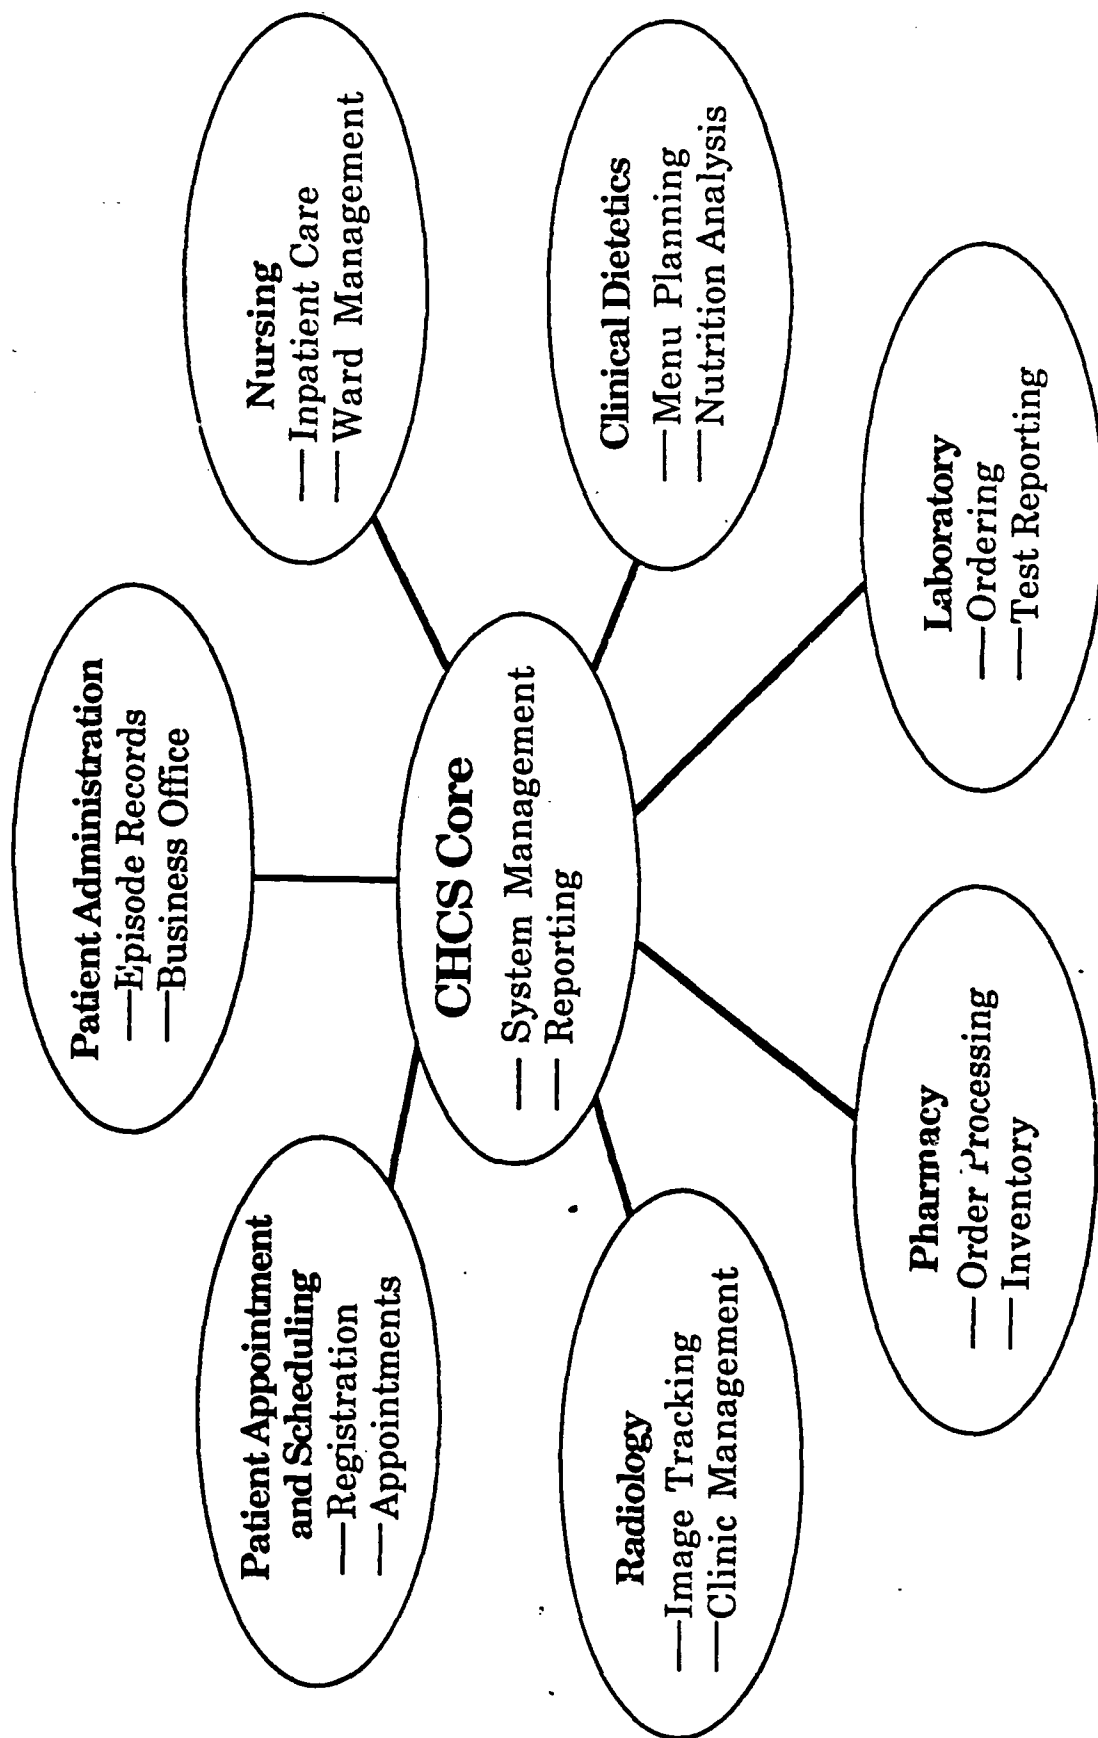 Patient Administration
—Episode Records
—Business Office
Patient Appointment
and Scheduling
—Registration
—Appointments
Nursing
—Inpatient Care
—Ward Management
CHCS Core
—System Management
—Reporting
Radiology
—Image Tracking
—Clinic Management
Clinical Dietetics
—Menu Planning
—Nutrition Analysis
Pharmacy
—Order Processing
—Inventory
Laboratory
—Ordering
—Test Reporting